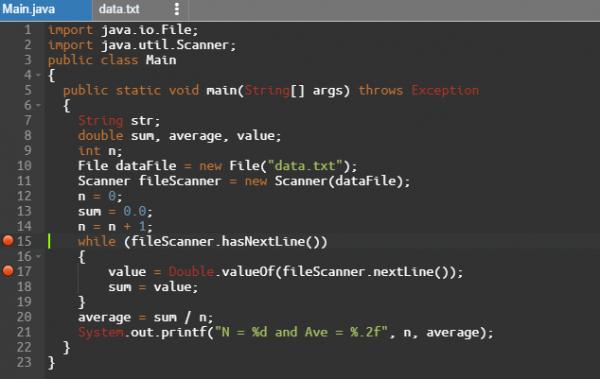 Main.java data.txt
1 import java.io.File;
2 import java.util.Scanner;
3 public class Main
4 {
5 public static void main(String[] args) throws Exception
6 {
7 String str;
8 double sum, average, value;
9 int n;
10 File dataFile = new File("data.txt");
11 Scanner fileScanner = new Scanner(dataFile);
12 n = 0;
13 sum = 0.0;
14 n = n + 1;
15 while (fileScanner.hasNextLine())
16 {
17 value = Double.valueOf(fileScanner.nextLine());
18 sum = value;
19 }
20 average = sum / n;
21 System.out.printf("N = %d and Ave = %.2f", n, average);
22 }
23 }